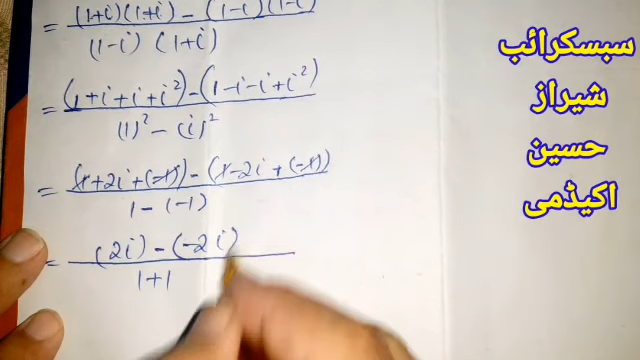 = (1+i)(1+i) - (1-i)(1-i) / (1-i) (1+i)
= (1+i+i+i²) - (1-i-i+i²) / (1)² - (i)²
= (1+2i+(-1)) - (1-2i+(-1)) / 1-(-1)
= (2i) - (-2i) / 1+1
سبسکرائب
شیراز
حسین
اکیڈمی